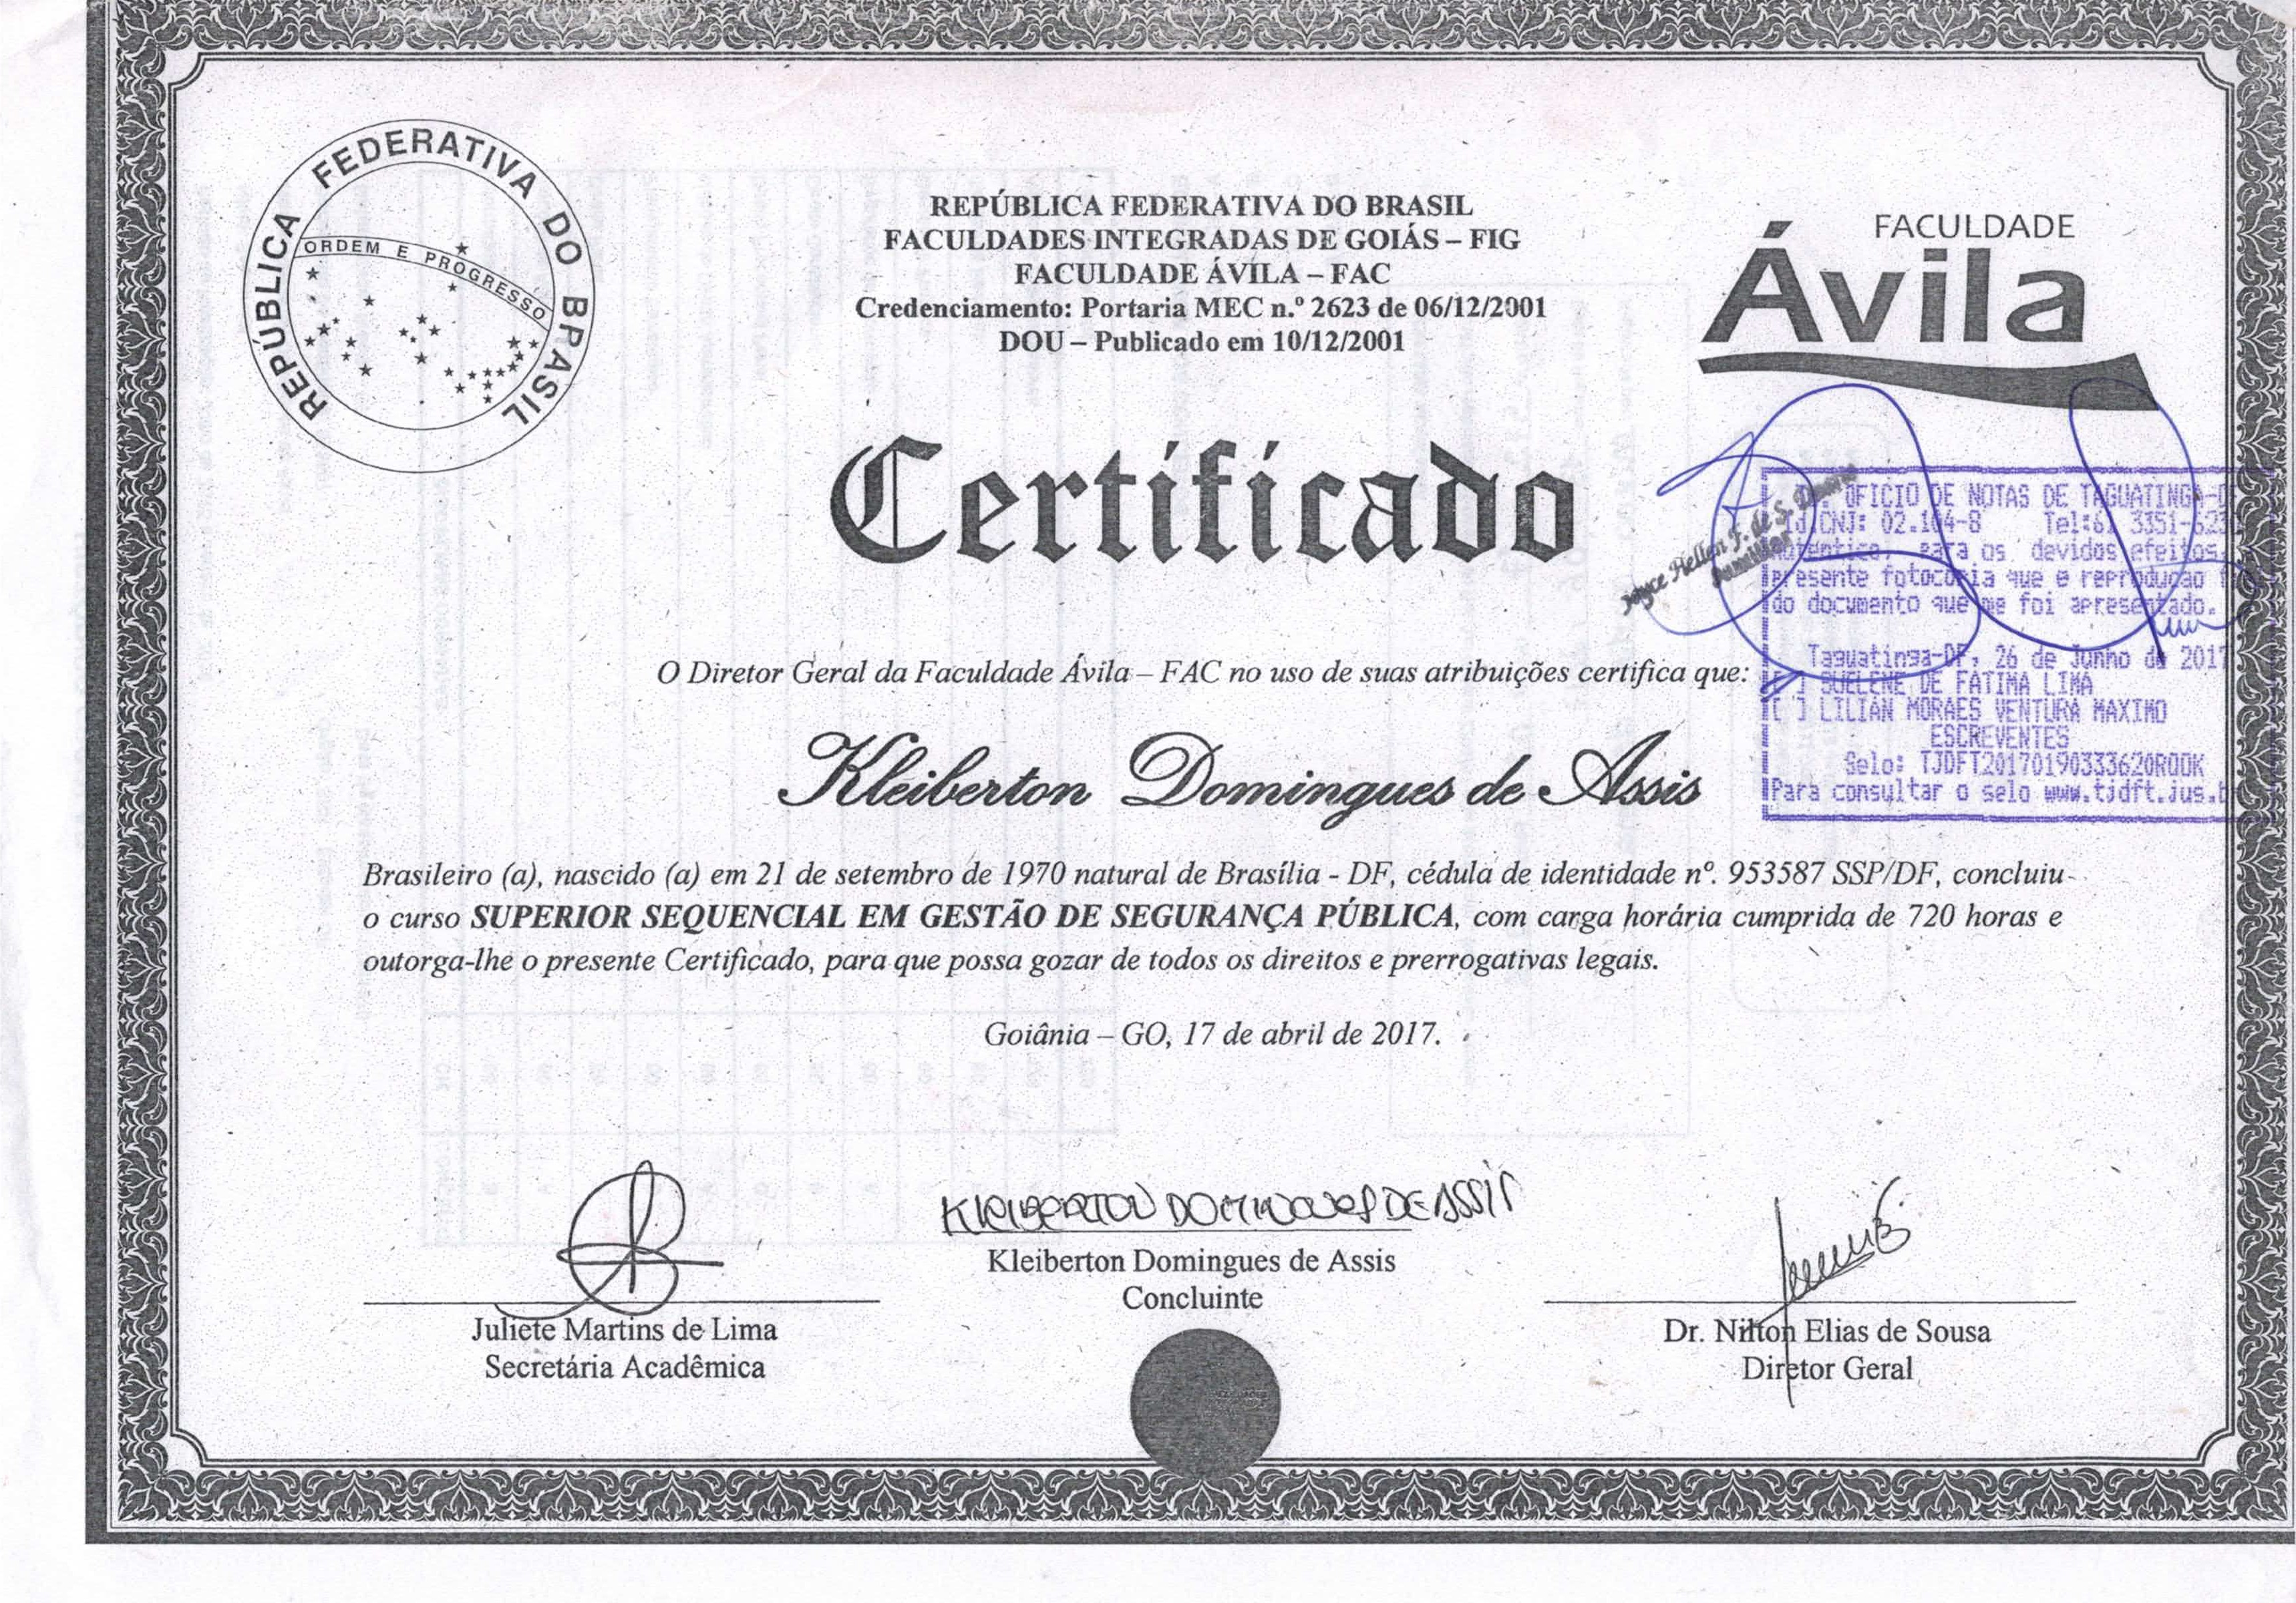 REPÚBLICA FEDERATIVA DO BRASIL
ORDEM E PROGRESSO
REPÚBLICA FEDERATIVA DO BRASIL
FACULDADES INTEGRADAS DE GOIÁS – FIG
FACULDADE ÁVILA – FAC
Credenciamento: Portaria MEC n.º 2623 de 06/12/2001
DOU – Publicado em 10/12/2001
FACULDADE
Ávila
Certificado
OFICIO DE NOTAS DE TAGUATINGA-D
CNJ: 02.164-8 Tel:61 3351-62
para os devidos efeitos,
presente fotocopia que e reproducao
do documento que me foi apresentado.
Taguatinga-DF, 26 de Junho de 2017
[ ] SUELENE DE FATIMA LIMA
[ ] LILIAN MORAES VENTURA MAXIMO
ESCREVENTES
Selo: TJDFT20170190333620RODK
Para consultar o selo www.tjdft.jus.b
O Diretor Geral da Faculdade Ávila – FAC no uso de suas atribuições certifica que:
Kleiberton Domingues de Assis
Brasileiro (a), nascido (a) em 21 de setembro de 1970 natural de Brasília - DF, cédula de identidade nº. 953587 SSP/DF, concluiu
o curso SUPERIOR SEQUENCIAL EM GESTÃO DE SEGURANÇA PÚBLICA, com carga horária cumprida de 720 horas e
outorga-lhe o presente Certificado, para que possa gozar de todos os direitos e prerrogativas legais.
Goiânia – GO, 17 de abril de 2017.
KLEIBERTON DOMINGUES DE ASSIS
Kleiberton Domingues de Assis
Concluinte
Juliete Martins de Lima
Secretária Acadêmica
Dr. Nilton Elias de Sousa
Diretor Geral